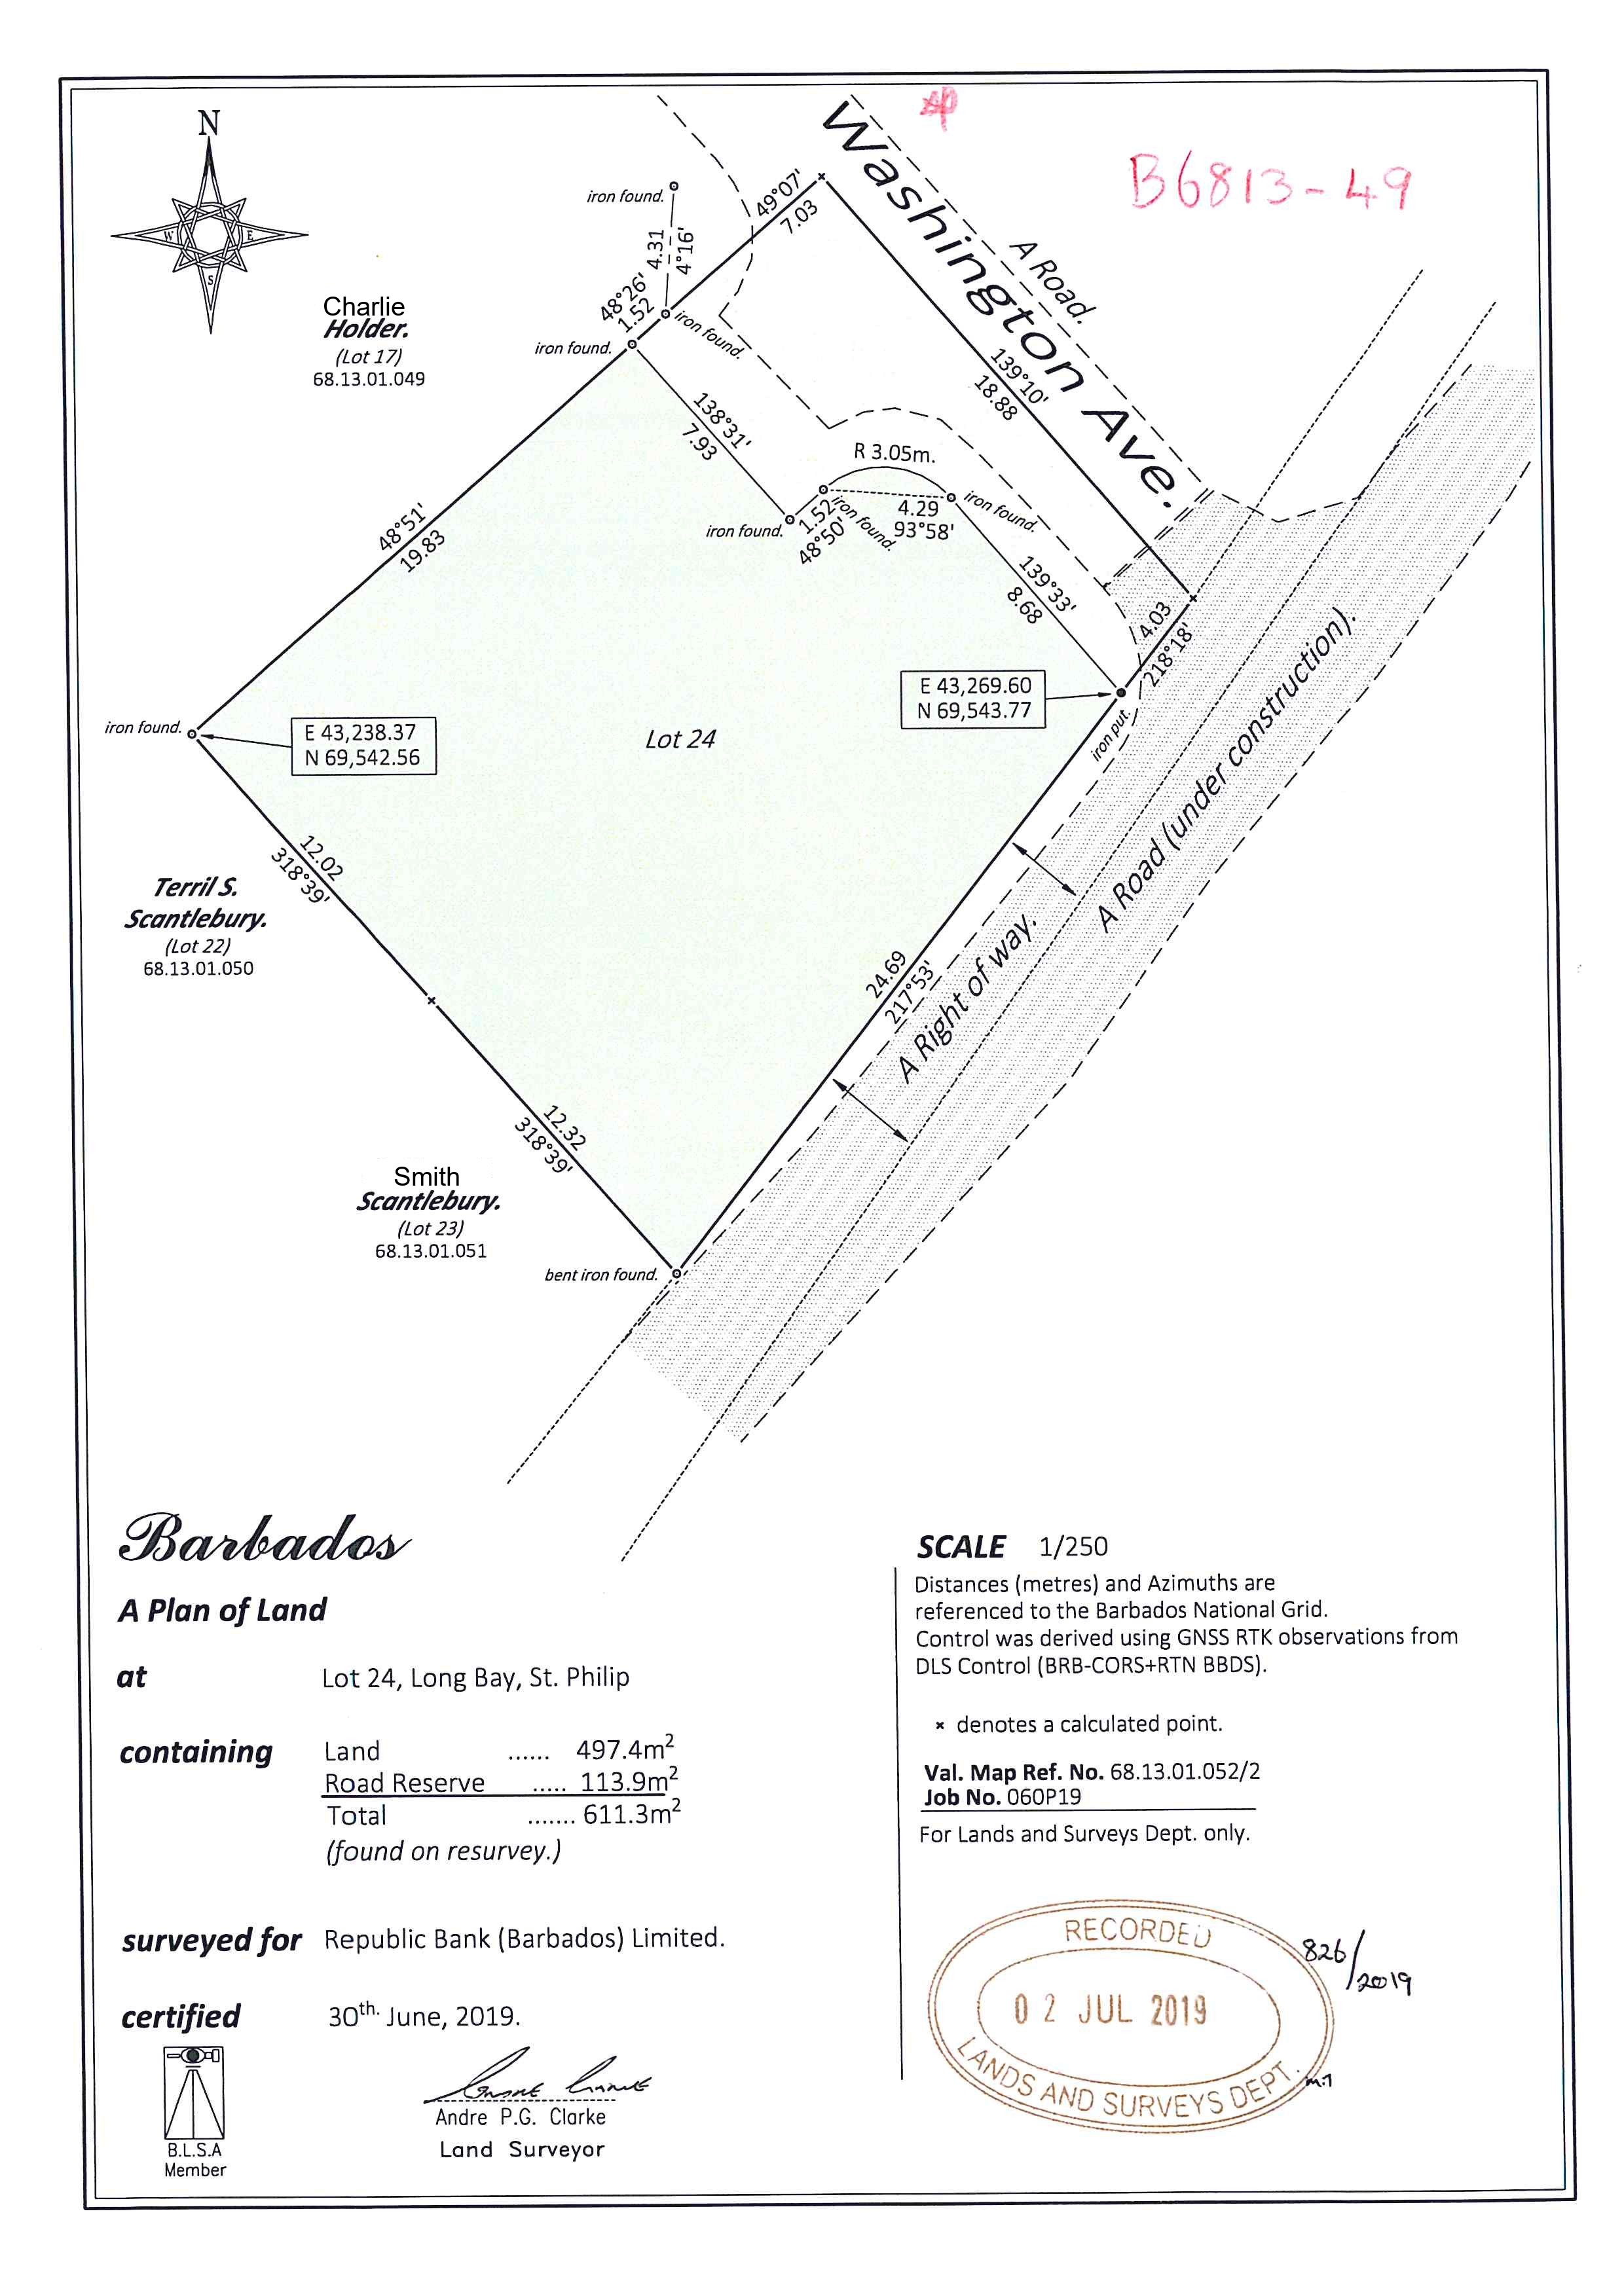 N
W
E
S
B6813-49
Washington Ave.
A Road.
iron found.
4.31
4°16'
49°07'
7.03
48°26'
1.52
iron found.
iron found.
Charlie
Holder.
(Lot 17)
68.13.01.049
139°10'
18.88
138°31'
7.93
R 3.05m.
iron found.
1.52
48°50'
iron found.
4.29
93°58'
iron found.
48°51'
19.83
139°33'
8.68
4.03
218°18'
E 43,269.60
N 69,543.77
iron put.
iron found.
E 43,238.37
N 69,542.56
Lot 24
A Road (under construction).
12.02
318°39'
Terril S.
Scantlebury.
(Lot 22)
68.13.01.050
24.69
217°53'
A Right of way.
12.32
318°39'
Smith
Scantlebury.
(Lot 23)
68.13.01.051
bent iron found.
Barbados
A Plan of Land
at Lot 24, Long Bay, St. Philip
containing Land ...... 497.4m²
Road Reserve ..... 113.9m²
Total ....... 611.3m²
(found on resurvey.)
surveyed for Republic Bank (Barbados) Limited.
certified 30th. June, 2019.
B.L.S.A
Member
Andre P.G. Clarke
Land Surveyor
SCALE 1/250
Distances (metres) and Azimuths are
referenced to the Barbados National Grid.
Control was derived using GNSS RTK observations from
DLS Control (BRB-CORS+RTN BBDS).
× denotes a calculated point.
Val. Map Ref. No. 68.13.01.052/2
Job No. 060P19
For Lands and Surveys Dept. only.
RECORDED
02 JUL 2019
LANDS AND SURVEYS DEPT.
826/2019